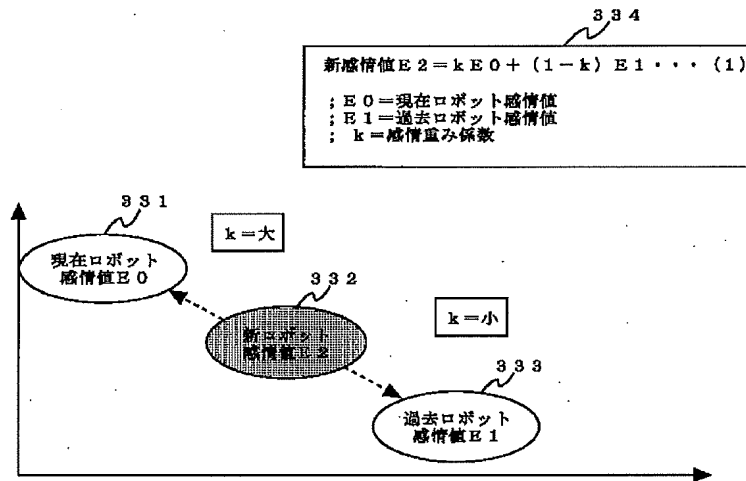 334
新感情値E2=kE0+(1-k)E1・・・(1)
;E0=現在ロボット感情値
;E1=過去ロボット感情値
; k=感情重み係数
331
k=大
現在ロボット
感情値E0
332
k=小
新ロボット
感情値E2
333
過去ロボット
感情値E1